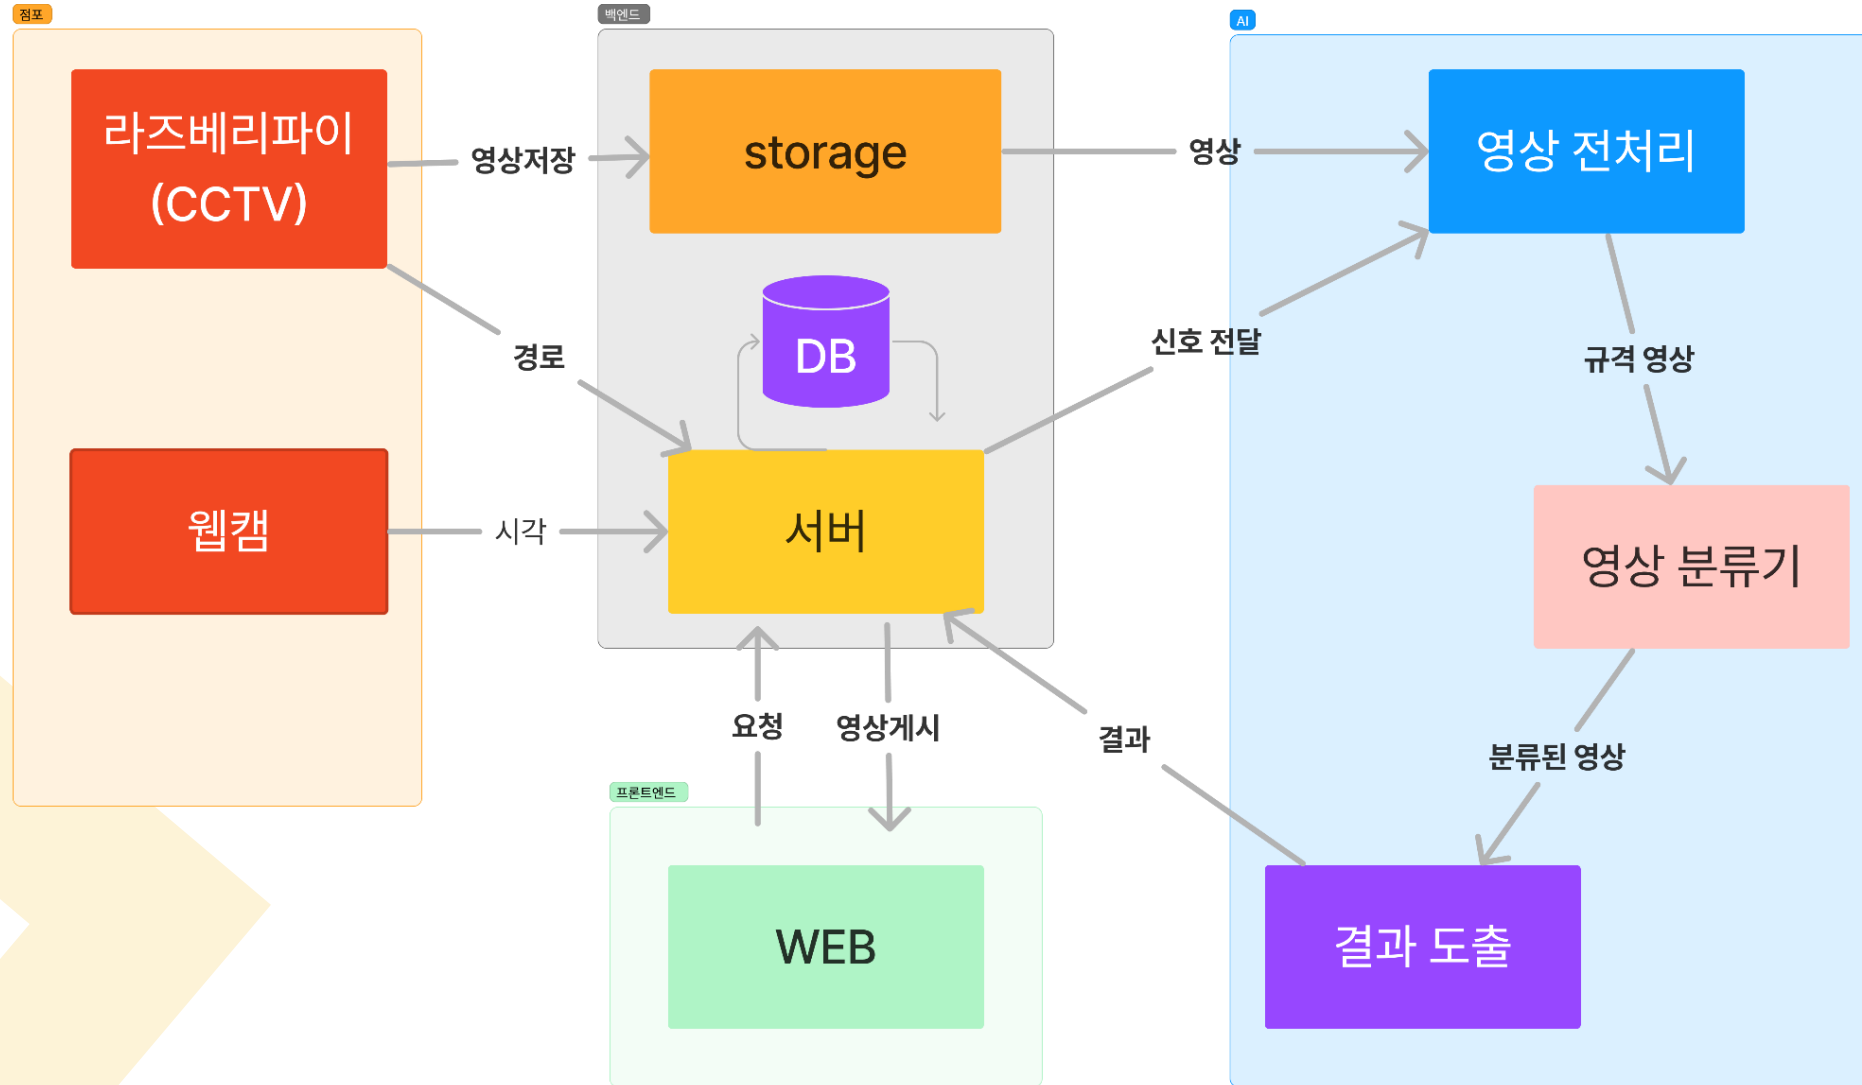 점포
백엔드
AI
라즈베리파이
(CCTV)
영상저장
storage
영상
영상 전처리
경로
DB
신호 전달
규격 영상
웹캠
시각
서버
영상 분류기
요청
영상게시
결과
분류된 영상
프론트엔드
WEB
결과 도출